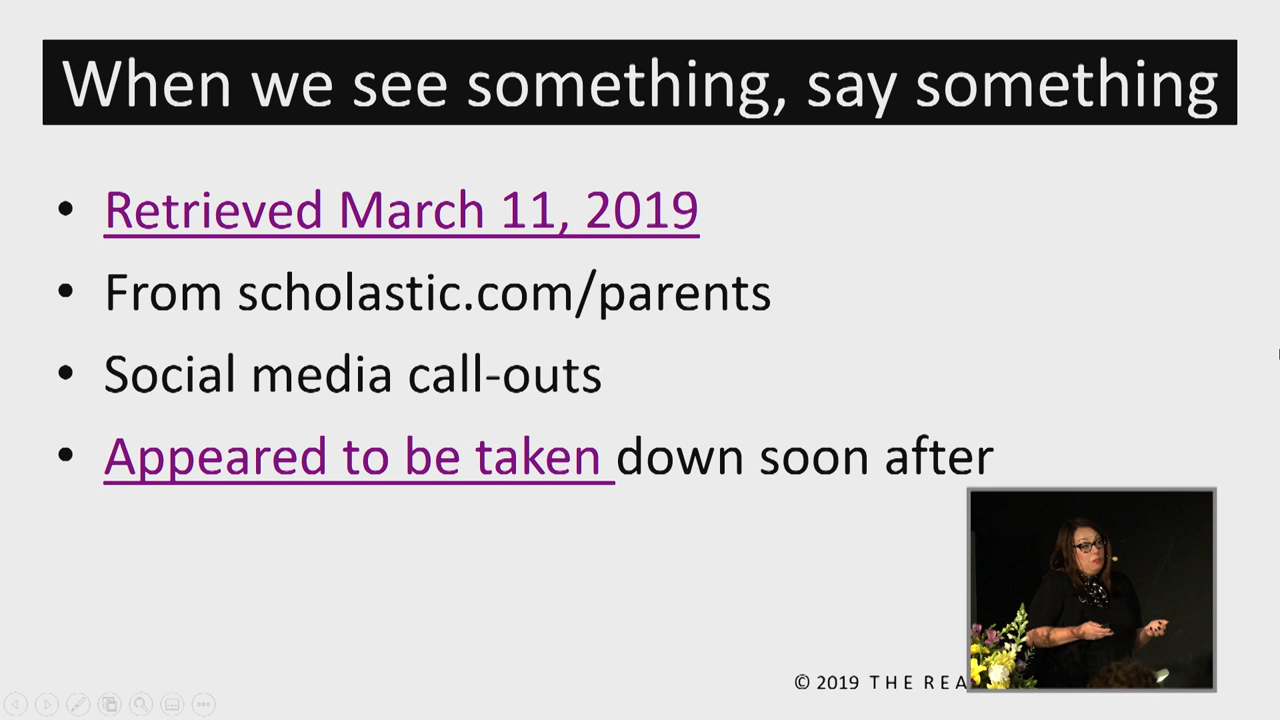 When we see something, say something
• Retrieved March 11, 2019
• From scholastic.com/parents
• Social media call-outs
• Appeared to be taken down soon after
© 2019 THE REA